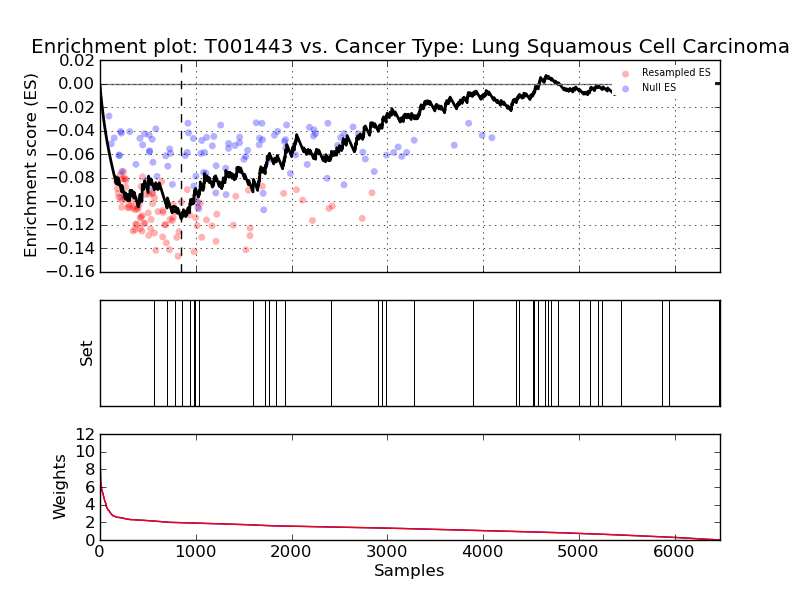 Enrichment plot: T001443 vs. Cancer Type: Lung Squamous Cell Carcinoma
0.02
0.00
−0.02
−0.04
−0.06
−0.08
−0.10
−0.12
−0.14
−0.16
Enrichment score (ES)
Resampled ES
Null ES
Set
12
10
8
6
4
2
0
Weights
0 1000 2000 3000 4000 5000 6000
Samples